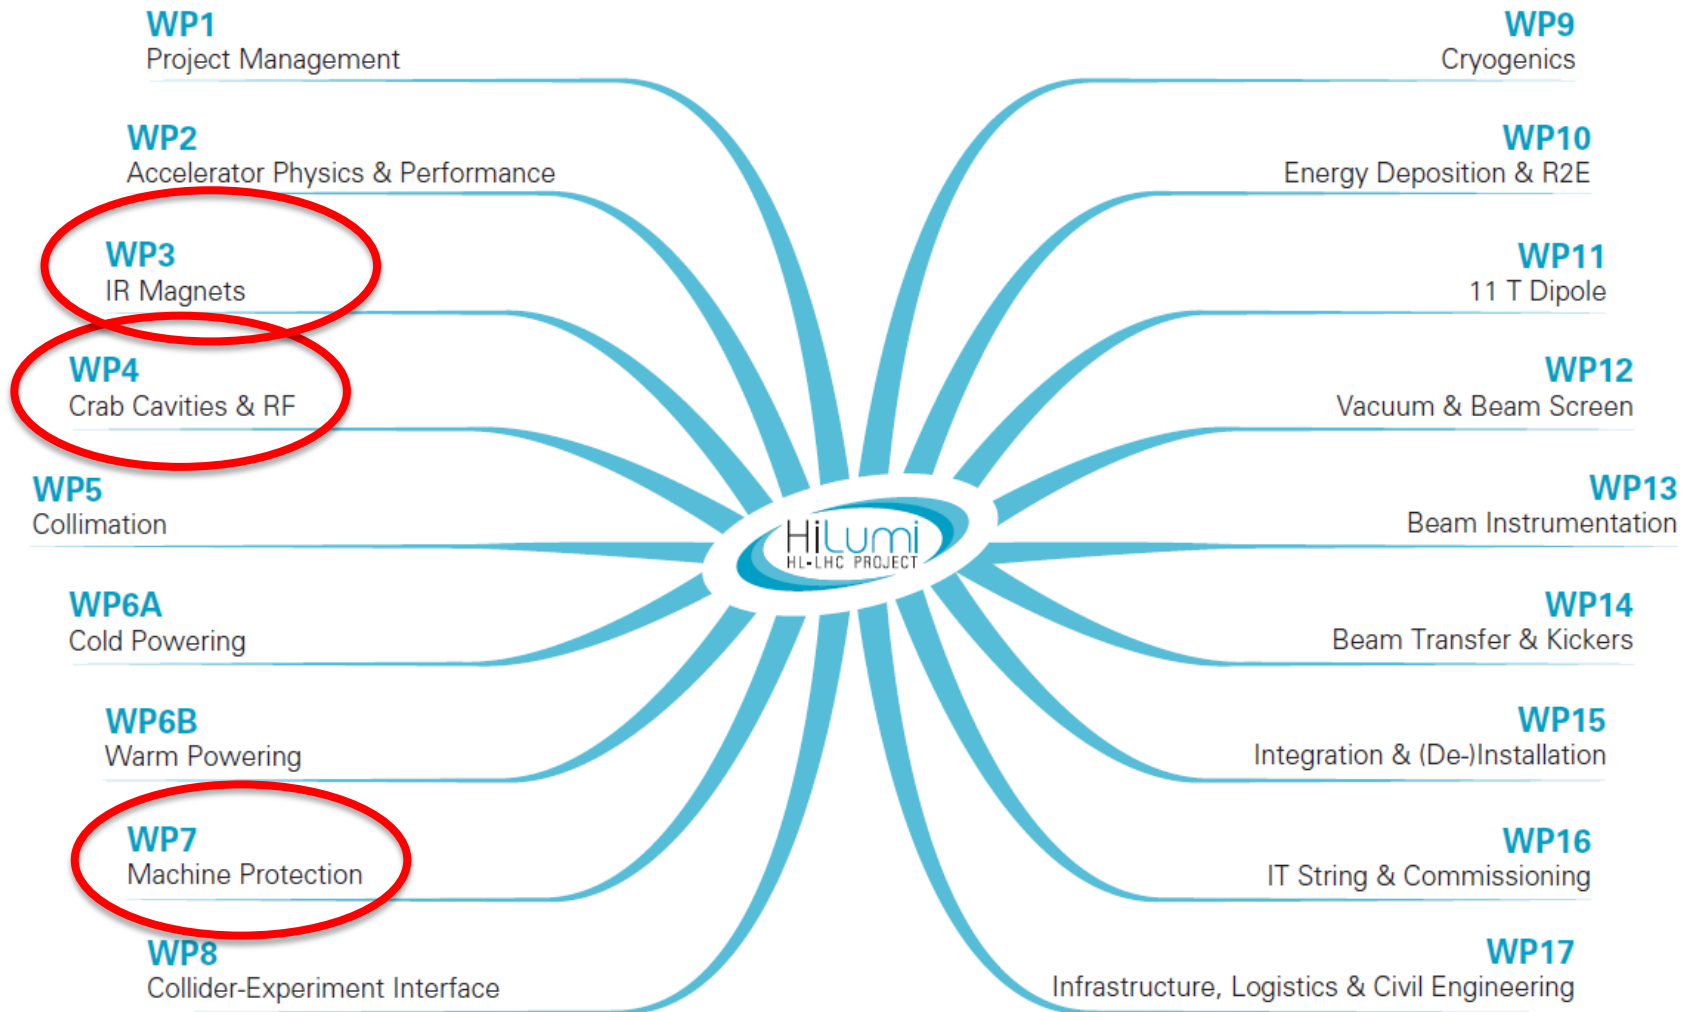 WP1
Project Management
WP2
Accelerator Physics & Performance
WP3
IR Magnets
WP4
Crab Cavities & RF
WP5
Collimation
WP6A
Cold Powering
WP6B
Warm Powering
WP7
Machine Protection
WP8
Collider-Experiment Interface
HiLumi
HL-LHC PROJECT
WP9
Cryogenics
WP10
Energy Deposition & R2E
WP11
11 T Dipole
WP12
Vacuum & Beam Screen
WP13
Beam Instrumentation
WP14
Beam Transfer & Kickers
WP15
Integration & (De-)Installation
WP16
IT String & Commissioning
WP17
Infrastructure, Logistics & Civil Engineering